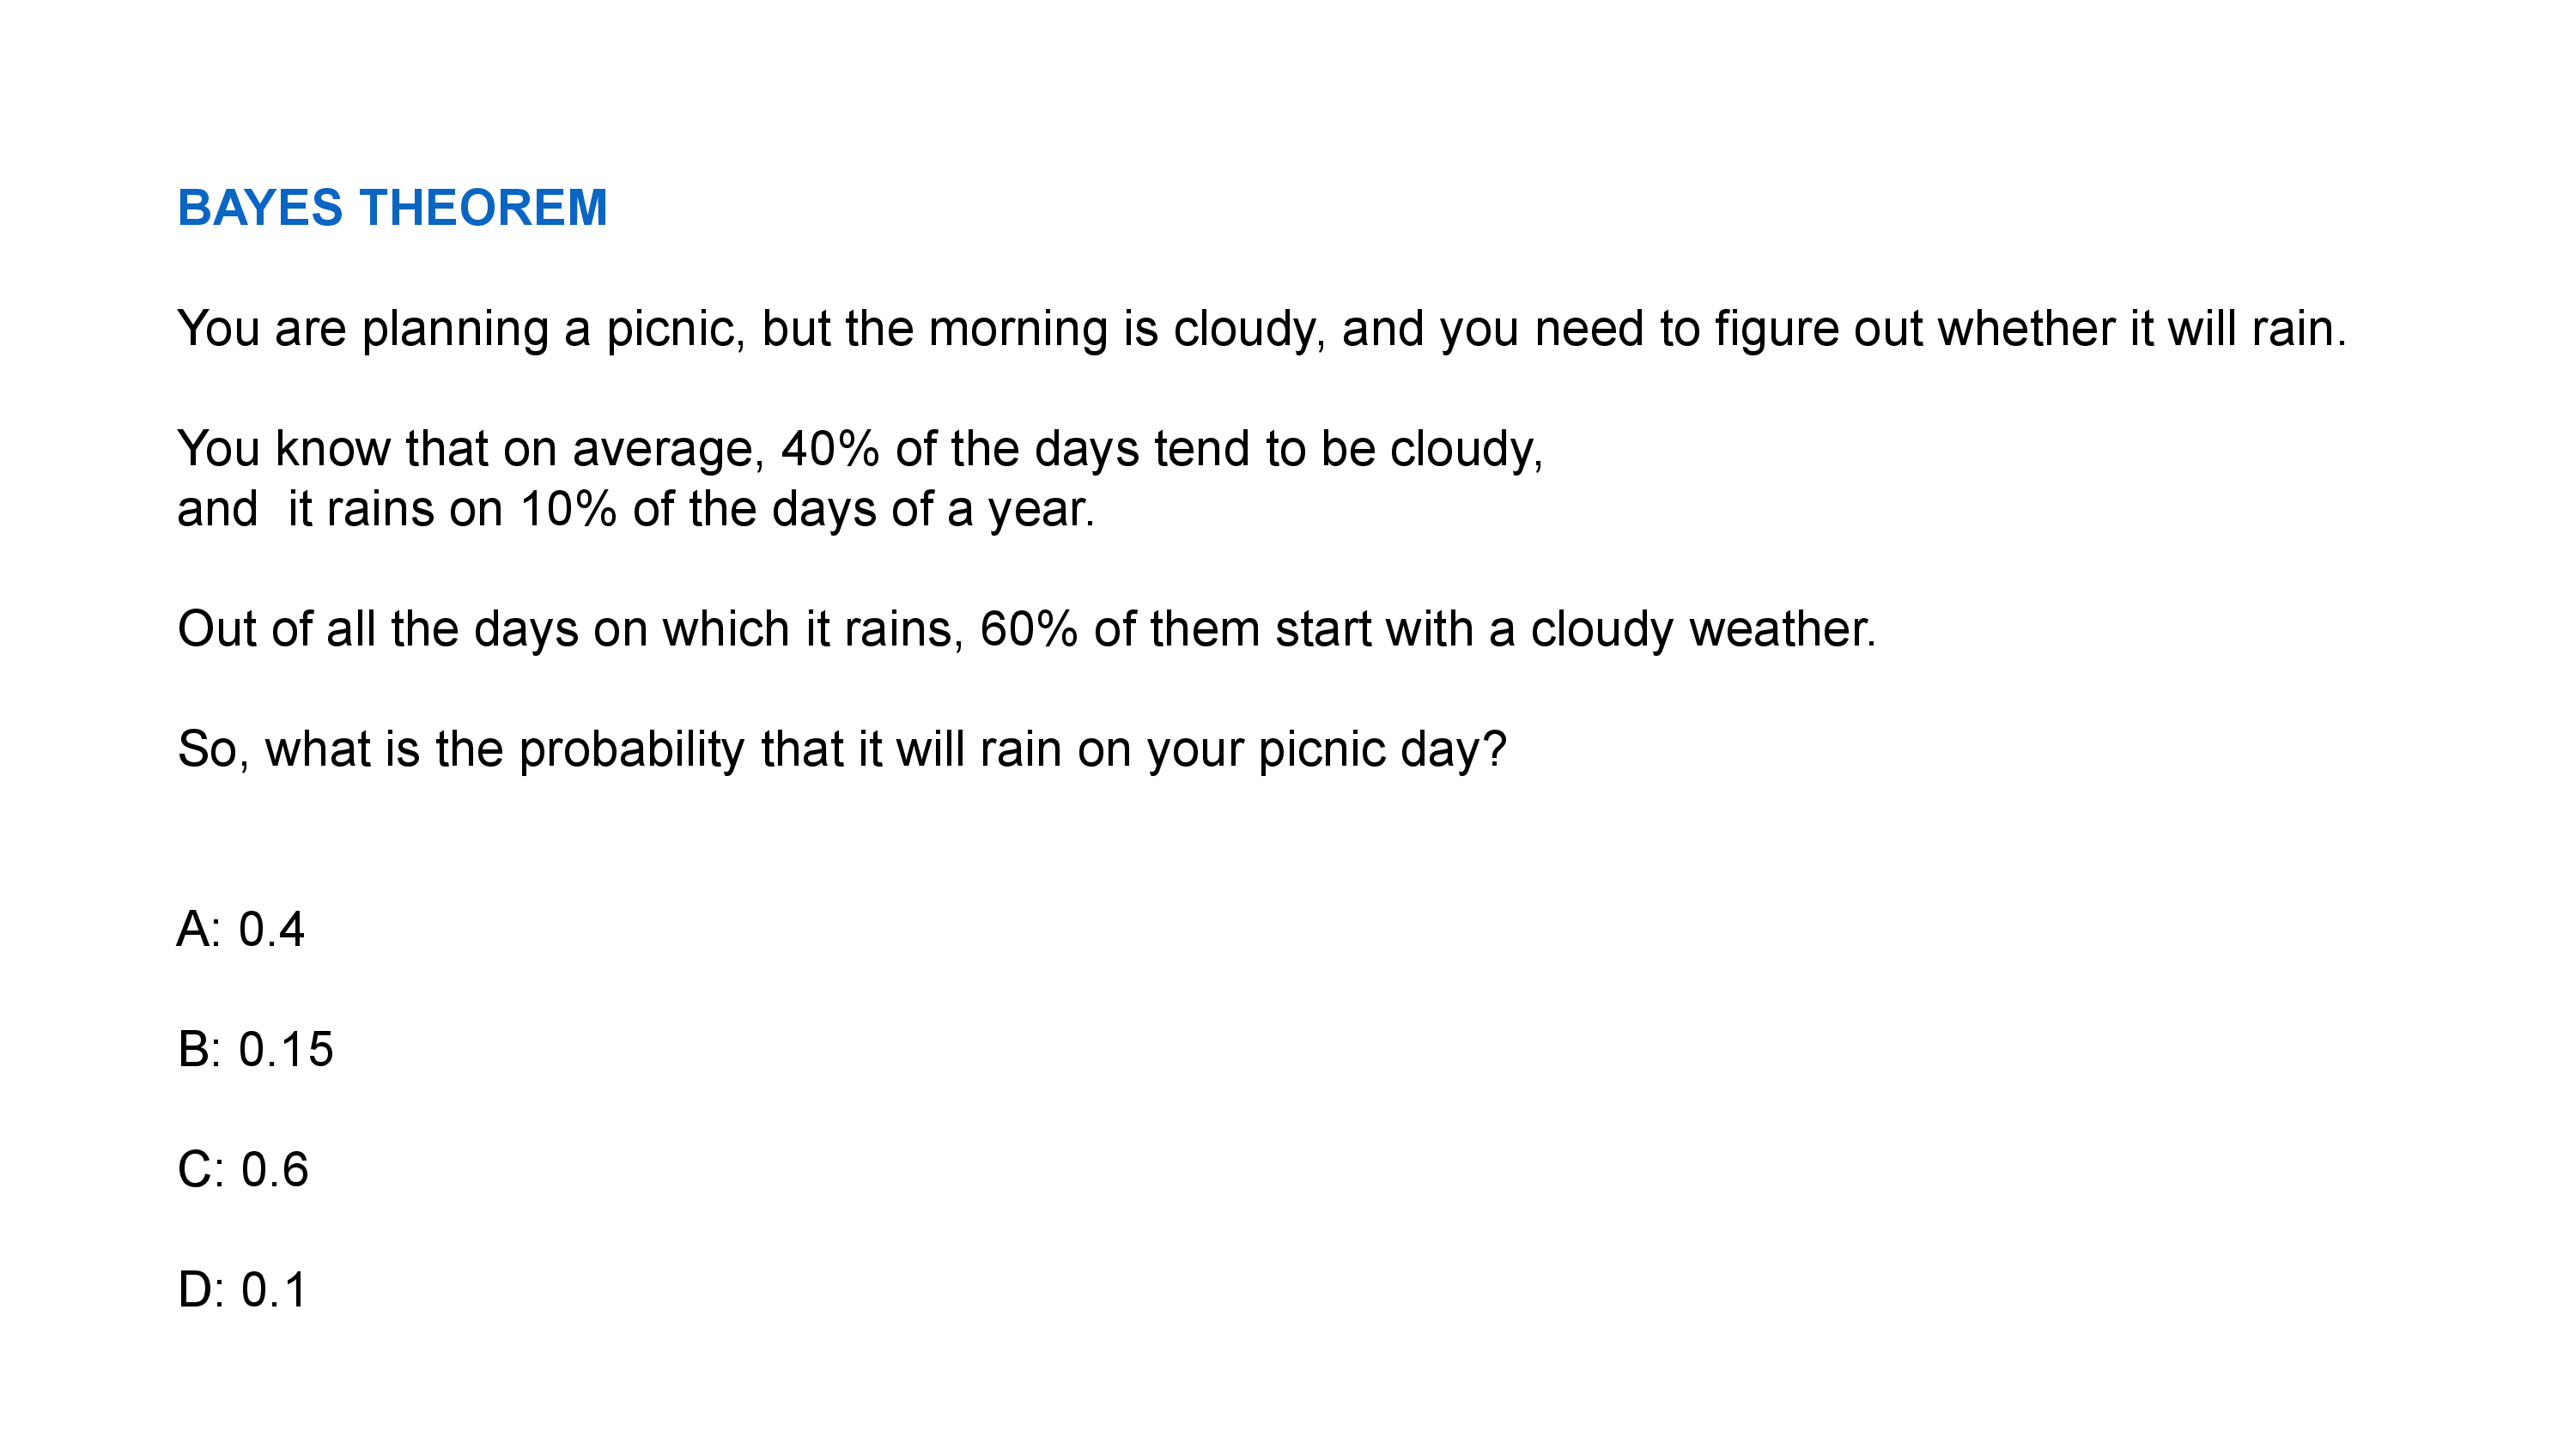 BAYES THEOREM
You are planning a picnic, but the morning is cloudy, and you need to figure out whether it will rain.
You know that on average, 40% of the days tend to be cloudy,
and  it rains on 10% of the days of a year.
Out of all the days on which it rains, 60% of them start with a cloudy weather.
So, what is the probability that it will rain on your picnic day?
A: 0.4
B: 0.15
C: 0.6
D: 0.1